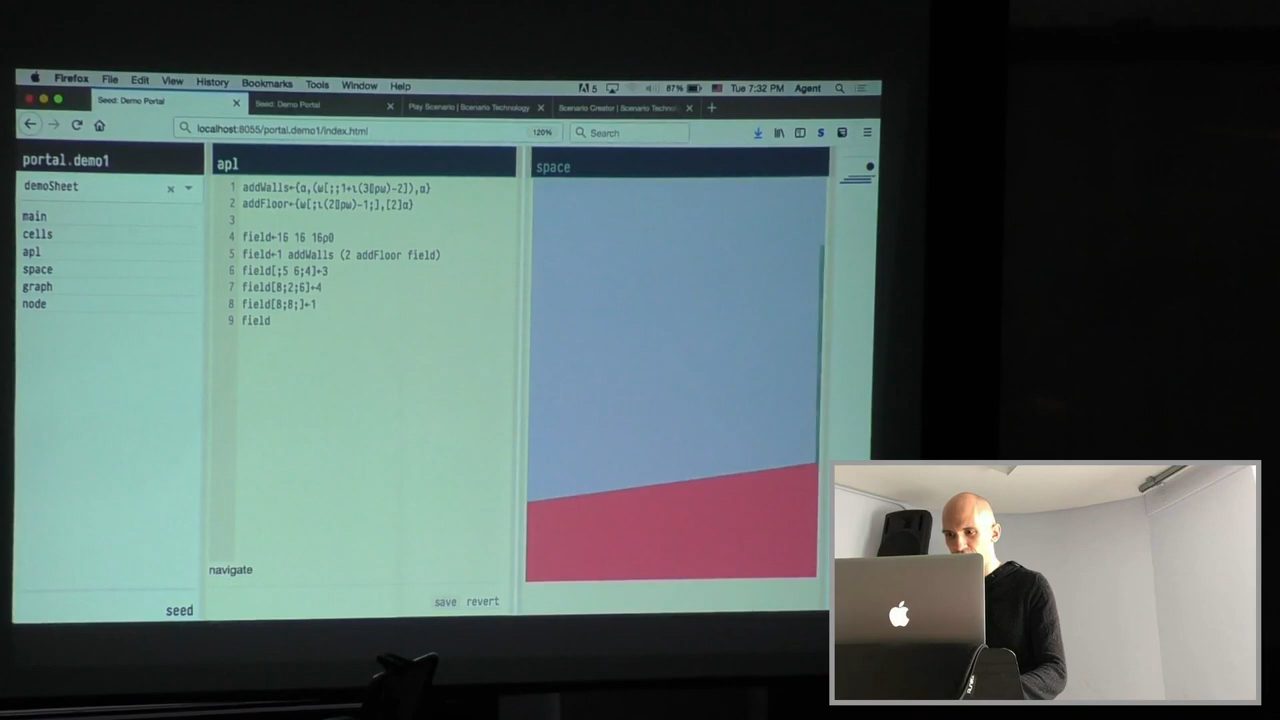 Firefox File Edit View History Bookmarks Tools Window Help 5 87% Tue 7:32 PM Agent
Seed: Demo Portal Seed: Demo Portal Play Scenario | Scenario Technology Scenario Creator | Scenario Technol
localhost:8055/portal.demo1/index.html 120% Search S
portal.demo1
demoSheet
main
cells
apl
space
graph
node
seed
apl
1 addWalls←{⍺,(⍵[;;1+⍳(3⌷⍴⍵)-2]),⍺}
2 addFloor←{⍵[;⍳(2⌷⍴⍵)-1;],[2]⍺}
3
4 field←16 16 16⍴0
5 field←1 addWalls (2 addFloor field)
6 field[;5 6;4]←3
7 field[8;2;6]←4
8 field[8;8;]←1
9 field
navigate
save revert
space